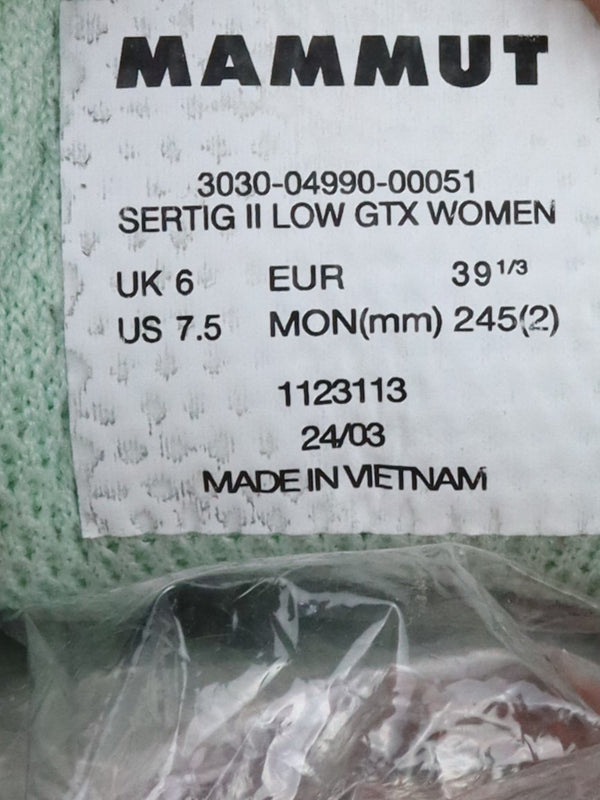 MAMMUT
3030-04990-00051
SERTIG II LOW GTX WOMEN
UK 6 EUR 39 1/3
US 7.5 MON(mm) 245(2)
1123113
24/03
MADE IN VIETNAM